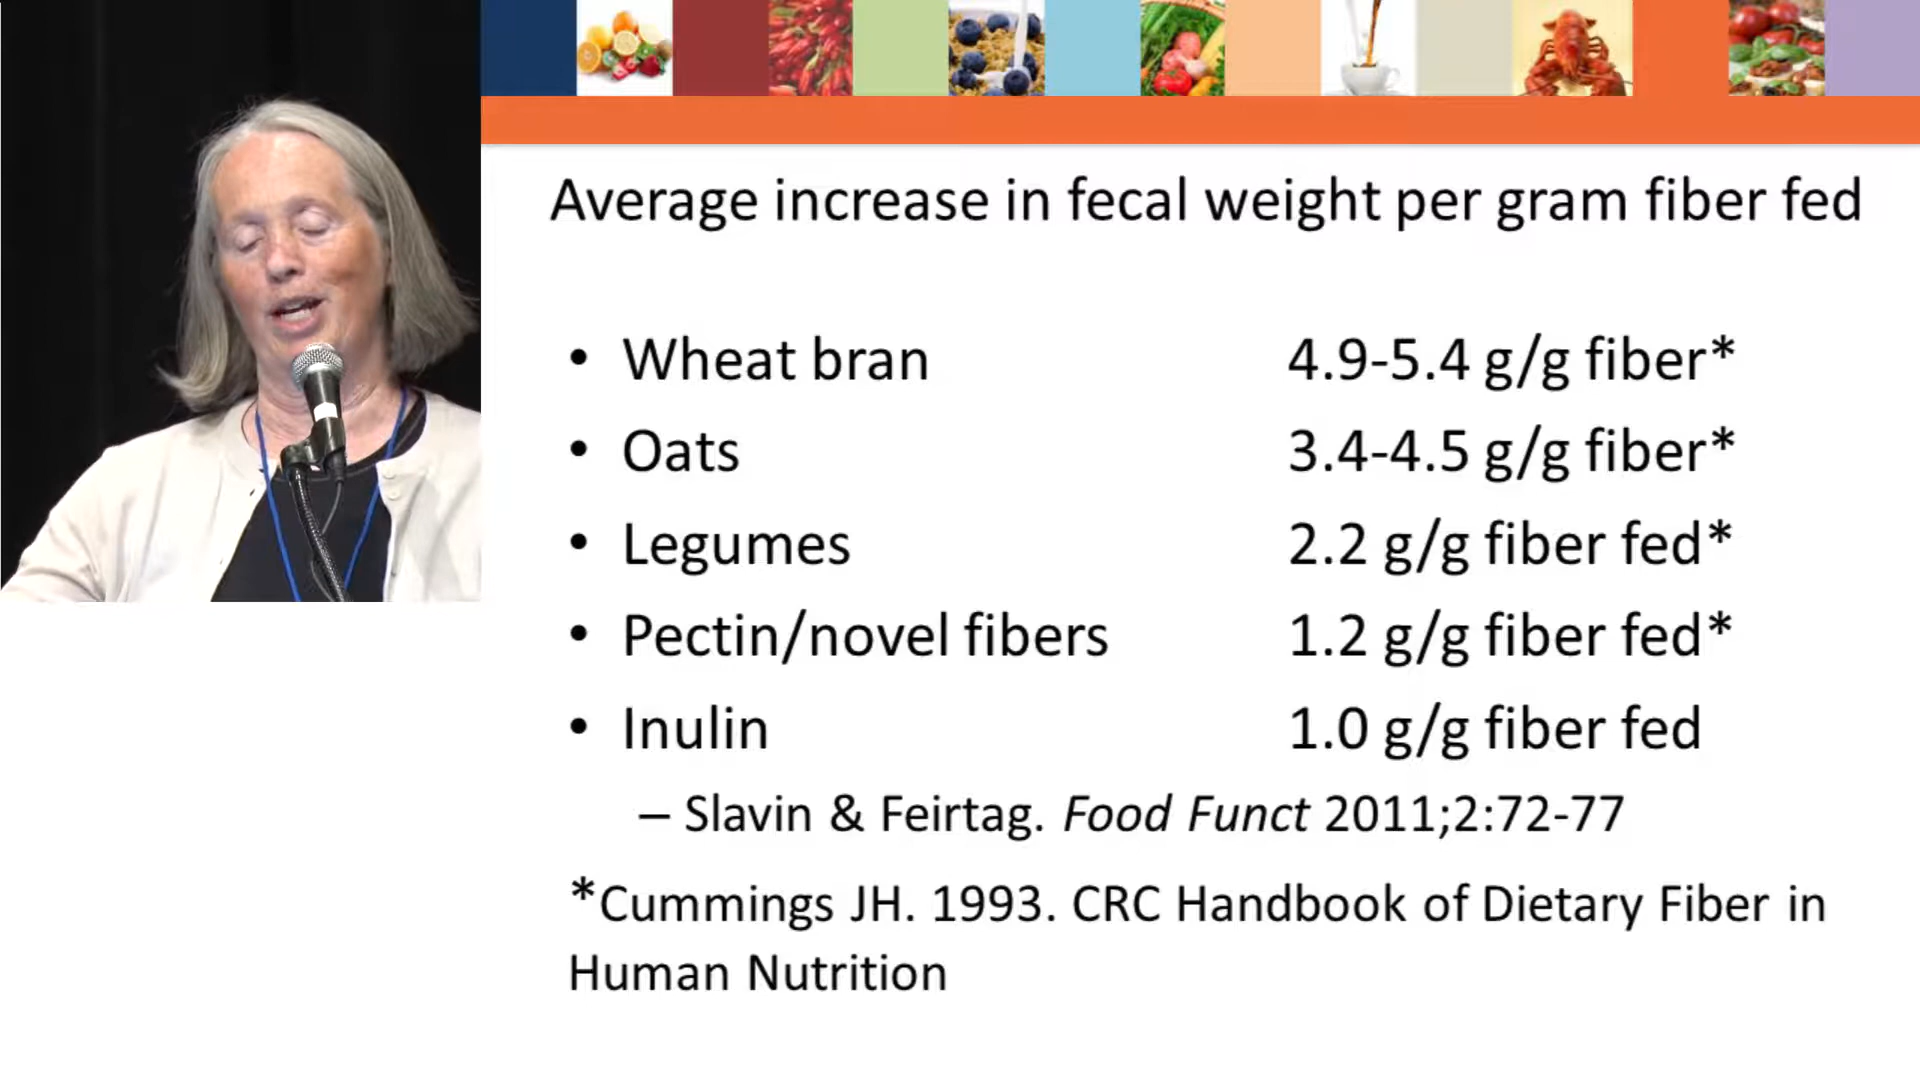 Average increase in fecal weight per gram fiber fed
• Wheat bran 4.9-5.4 g/g fiber*
• Oats 3.4-4.5 g/g fiber*
• Legumes 2.2 g/g fiber fed*
• Pectin/novel fibers 1.2 g/g fiber fed*
• Inulin 1.0 g/g fiber fed
– Slavin & Feirtag. Food Funct 2011;2:72-77
*Cummings JH. 1993. CRC Handbook of Dietary Fiber in
Human Nutrition